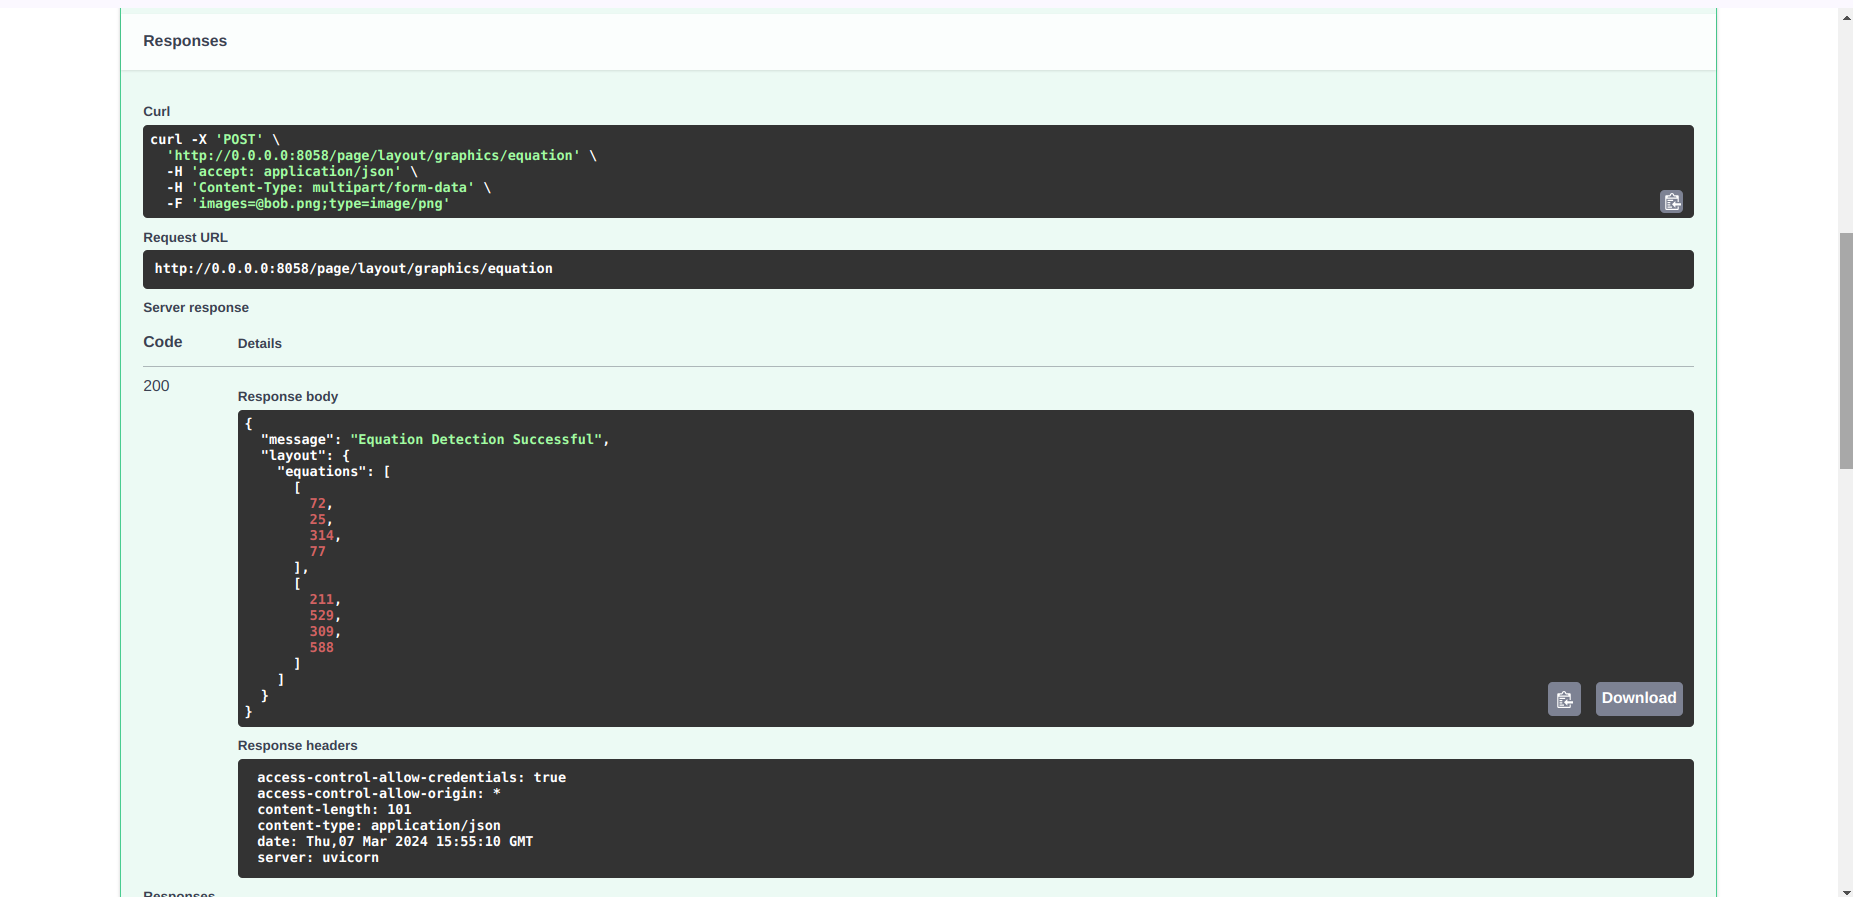 Responses
Curl
curl -X 'POST' \
'http://0.0.0.0:8058/page/layout/graphics/equation' \
-H 'accept: application/json' \
-H 'Content-Type: multipart/form-data' \
-F 'images=@bob.png;type=image/png'
Request URL
http://0.0.0.0:8058/page/layout/graphics/equation
Server response
Code Details
200
Response body
{
"message": "Equation Detection Successful",
"layout": {
"equations": [
[
72,
25,
314,
77
],
[
211,
529,
309,
588
]
]
}
}
Download
Response headers
access-control-allow-credentials: true
access-control-allow-origin: *
content-length: 101
content-type: application/json
date: Thu,07 Mar 2024 15:55:10 GMT
server: uvicorn
Responses